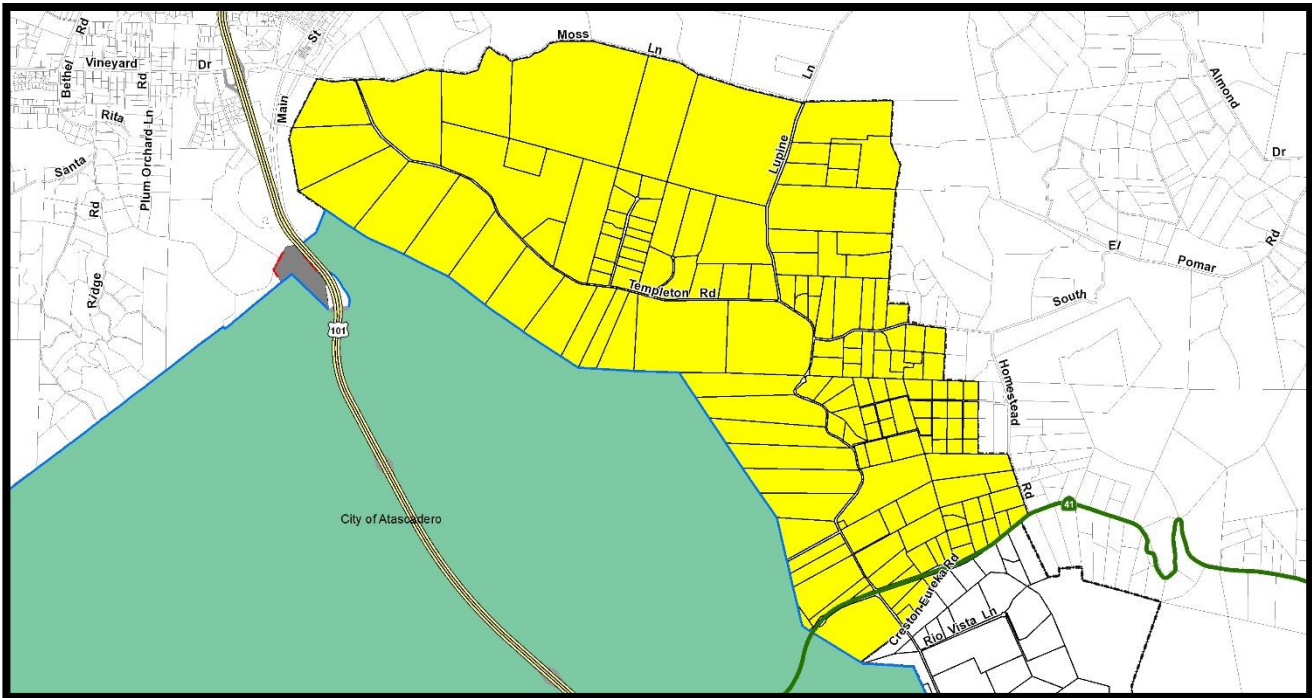 Rd
Bethel
Vineyard
Dr
Rd
Rita
Santa
Rd
Plum Orchard Ln
Ridge
Main
St
Moss
Ln
Ln
Lupine
Templeton Rd
Almond
Dr
El
Pomar
Rd
South
Homestead
Rd
101
41
City of Atascadero
Creston-Eureka Rd
Rio Vista Ln